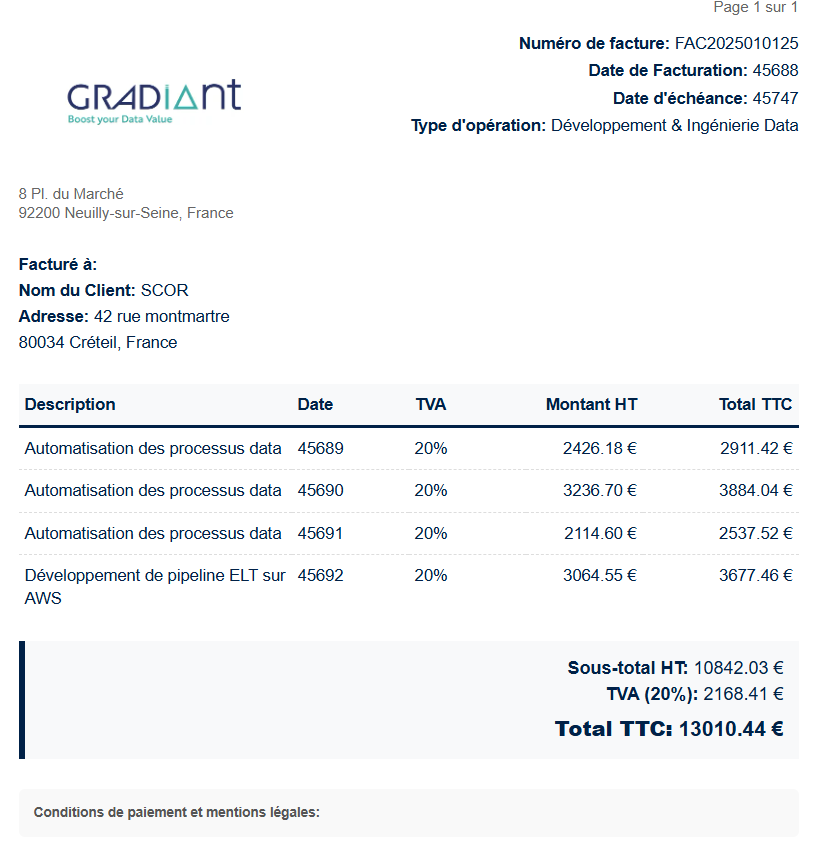 Page 1 sur 1
Numéro de facture: FAC2025010125
Date de Facturation: 45688
Date d'échéance: 45747
Type d'opération: Développement & Ingénierie Data
GRADIANT
Boost your Data Value
8 Pl. du Marché
92200 Neuilly-sur-Seine, France
Facturé à:
Nom du Client: SCOR
Adresse: 42 rue montmartre
80034 Créteil, France
Description Date TVA Montant HT Total TTC
Automatisation des processus data 45689 20% 2426.18 € 2911.42 €
Automatisation des processus data 45690 20% 3236.70 € 3884.04 €
Automatisation des processus data 45691 20% 2114.60 € 2537.52 €
Développement de pipeline ELT sur 45692 20% 3064.55 € 3677.46 €
AWS
Sous-total HT: 10842.03 €
TVA (20%): 2168.41 €
Total TTC: 13010.44 €
Conditions de paiement et mentions légales: